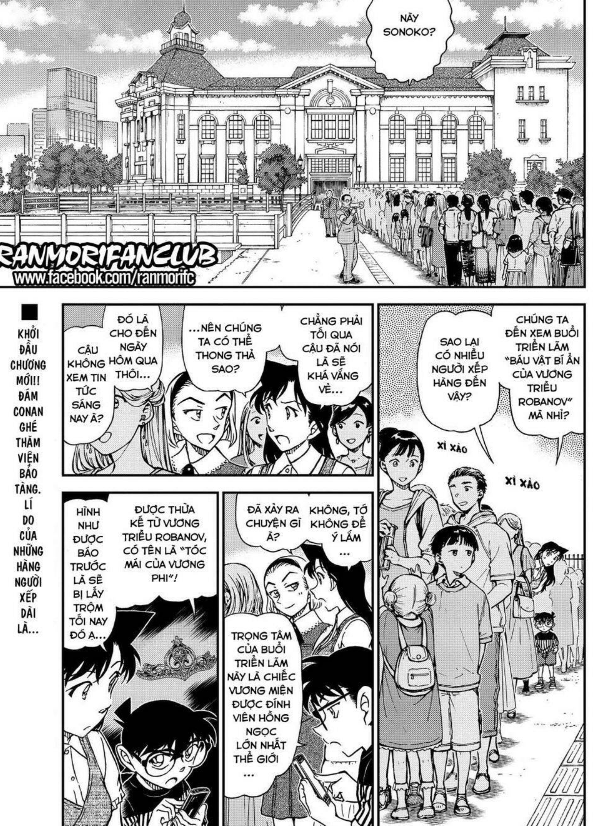 NÀY
SONOKO?
RANMORIFANCLUB
www.facebook.com/ranmorifc
CHÚNG TA
ĐẾN XEM BUỔI
TRIỂN LÃM
"BÁU VẬT BÍ ẨN
CỦA VƯƠNG
TRIỀU
ROBANOV"
MÃ NHỈ?
SAO LẠI
CÓ NHIỀU
NGƯỜI XẾP
HÀNG ĐẾN
VẬY?
XÌ XÀO
XÌ XÀO
CHẲNG PHẢI
TỐI QUA
CẬU ĐÃ NÓI
LÀ SẼ
KHÁ VẮNG
VẺ...
...NÊN CHÚNG
TA CÓ THỂ
THONG THẢ
SAO?
ĐÓ LÀ
CHO ĐẾN
NGÀY
HÔM QUA
THÔI...
CẬU
KHÔNG
XEM TIN
TỨC
SÁNG
NAY À?
KHỞI
ĐẦU
CHƯƠNG
MỚI!!
ĐÁM
CONAN
GHÉ
THĂM
VIỆN
BẢO
TÀNG.
LÍ
DO
CỦA
NHỮNG
HÀNG
NGƯỜI
XẾP
DÀI
LÀ...
KHÔNG, TỚ
KHÔNG ĐỂ
Ý LẮM
...
ĐÃ XẢY RA
CHUYỆN GÌ
À?
TRỌNG TÂM
CỦA BUỔI
TRIỂN LÃM
NÀY LÀ CHIẾC
VƯƠNG MIỆN
ĐƯỢC ĐÍNH
VIÊN HỒNG
NGỌC
LỚN NHẤT
THẾ GIỚI
...
ĐƯỢC THỪA
KẾ TỪ VƯƠNG
TRIỀU ROBANOV,
CÓ TÊN LÀ "TÓC
MÁI CỦA VƯƠNG
PHI"!
HÌNH
NHƯ
ĐƯỢC
BÁO
TRƯỚC
LÀ SẼ
BỊ LẤY
TRỘM
TỐI NAY
ĐÓ Ạ...